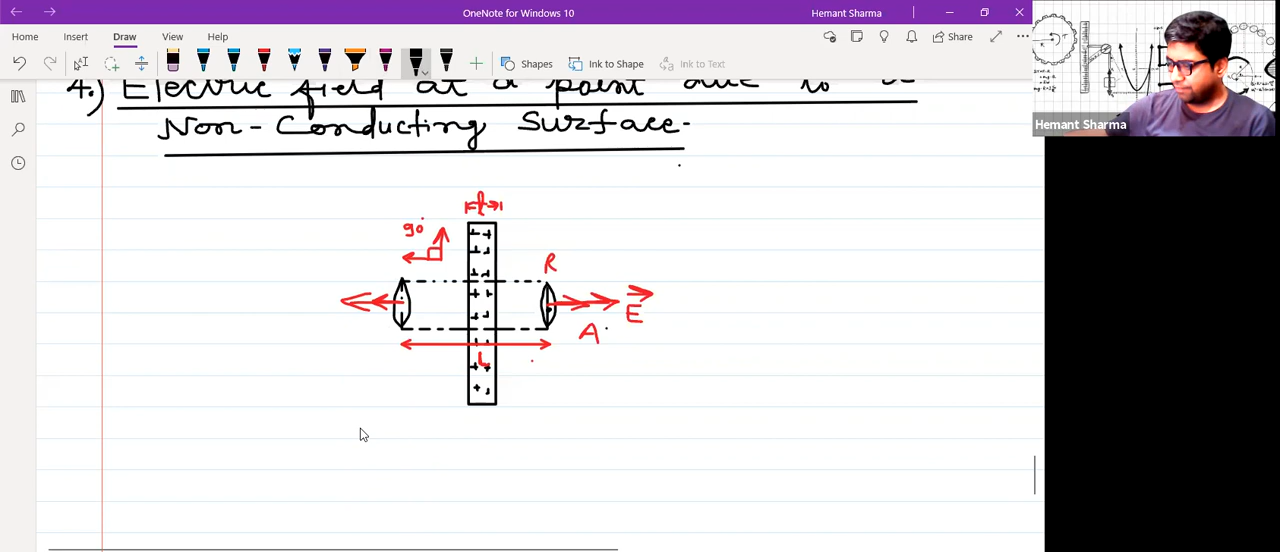 OneNote for Windows 10
Hemant Sharma
Home Insert Draw View Help
Share
Shapes Ink to Shape Ink to Text
Hemant Sharma
4.) Electric field at a point due to a
Non-Conducting Surface-
t
90°
R
E
A
L